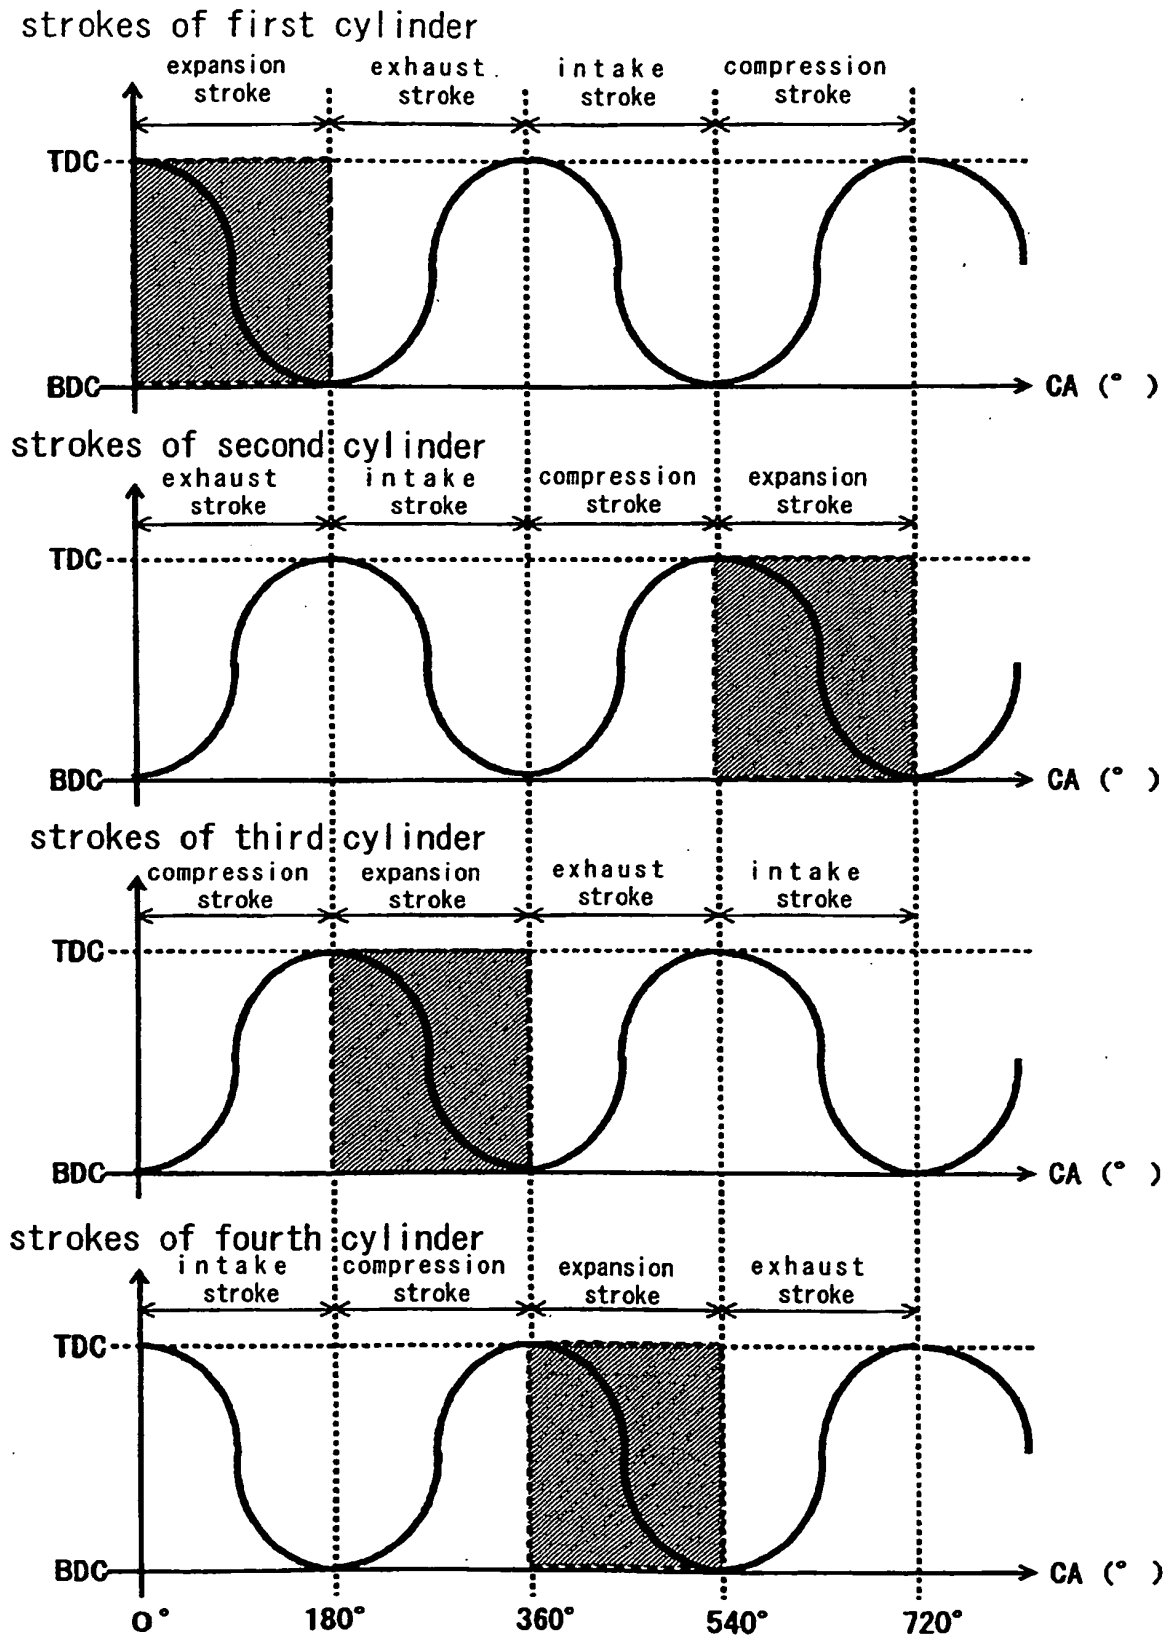 strokes of first cylinder
expansion stroke
exhaust stroke
intake stroke
compression stroke
TDC
BDC
CA (°)
strokes of second cylinder
exhaust stroke
intake stroke
compression stroke
expansion stroke
TDC
BDC
CA (°)
strokes of third cylinder
compression stroke
expansion stroke
exhaust stroke
intake stroke
TDC
BDC
CA (°)
strokes of fourth cylinder
intake stroke
compression stroke
expansion stroke
exhaust stroke
TDC
BDC
CA (°)
0° 180° 360° 540° 720°